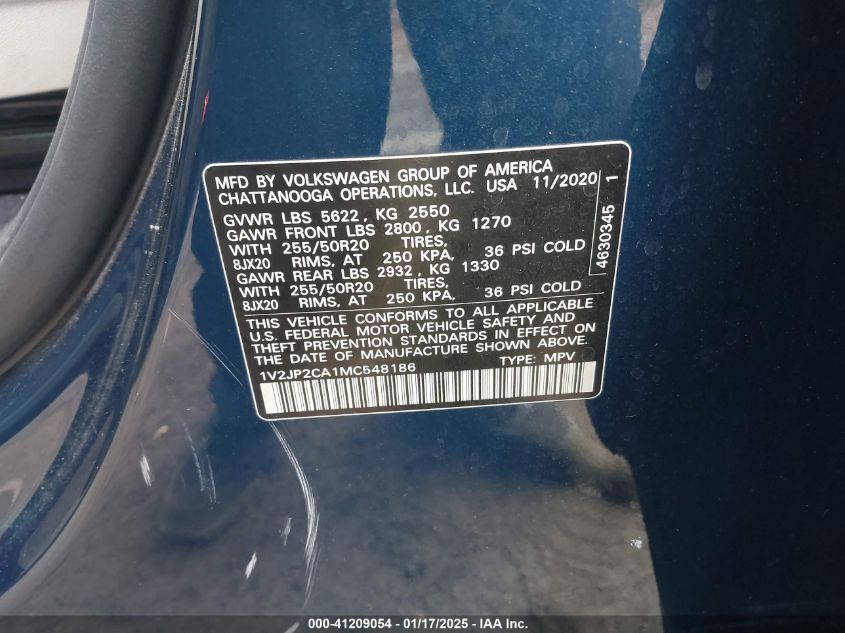 MFD BY VOLKSWAGEN GROUP OF AMERICA
CHATTANOOGA OPERATIONS, LLC. USA 11/2020
GVWR LBS 5622, KG 2550
GAWR FRONT LBS 2800, KG 1270
WITH 255/50R20 TIRES,
8JX20 RIMS, AT 250 KPA, 36 PSI COLD
GAWR REAR LBS 2932, KG 1330
WITH 255/50R20 TIRES,
8JX20 RIMS, AT 250 KPA, 36 PSI COLD
THIS VEHICLE CONFORMS TO ALL APPLICABLE
U.S. FEDERAL MOTOR VEHICLE SAFETY AND
THEFT PREVENTION STANDARDS IN EFFECT ON
THE DATE OF MANUFACTURE SHOWN ABOVE.
1V2JP2CA1MC548186 TYPE: MPV
4630345 1
000-41209054 - 01/17/2025 - IAA Inc.